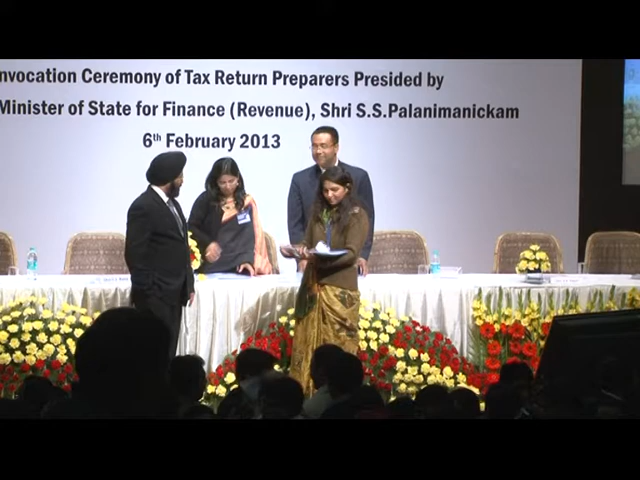 nvocation Ceremony of Tax Return Preparers Presided by
Minister of State for Finance (Revenue), Shri S.S.Palanimanickam
6th February 2013